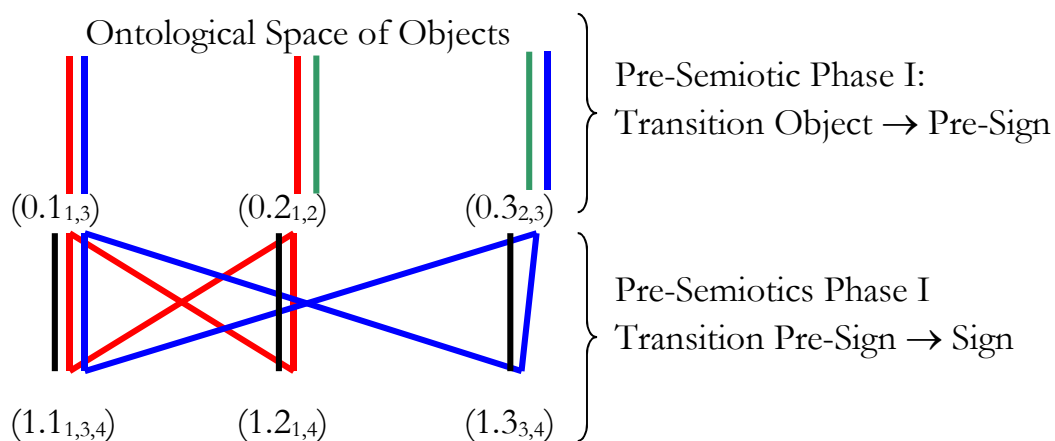 Ontological Space of Objects
Pre-Semiotic Phase I:
Transition Object → Pre-Sign
(0.1₁,₃) (0.2₁,₂) (0.3₂,₃)
Pre-Semiotics Phase I
Transition Pre-Sign → Sign
(1.1₁,₃,₄) (1.2₁,₄) (1.3₃,₄)